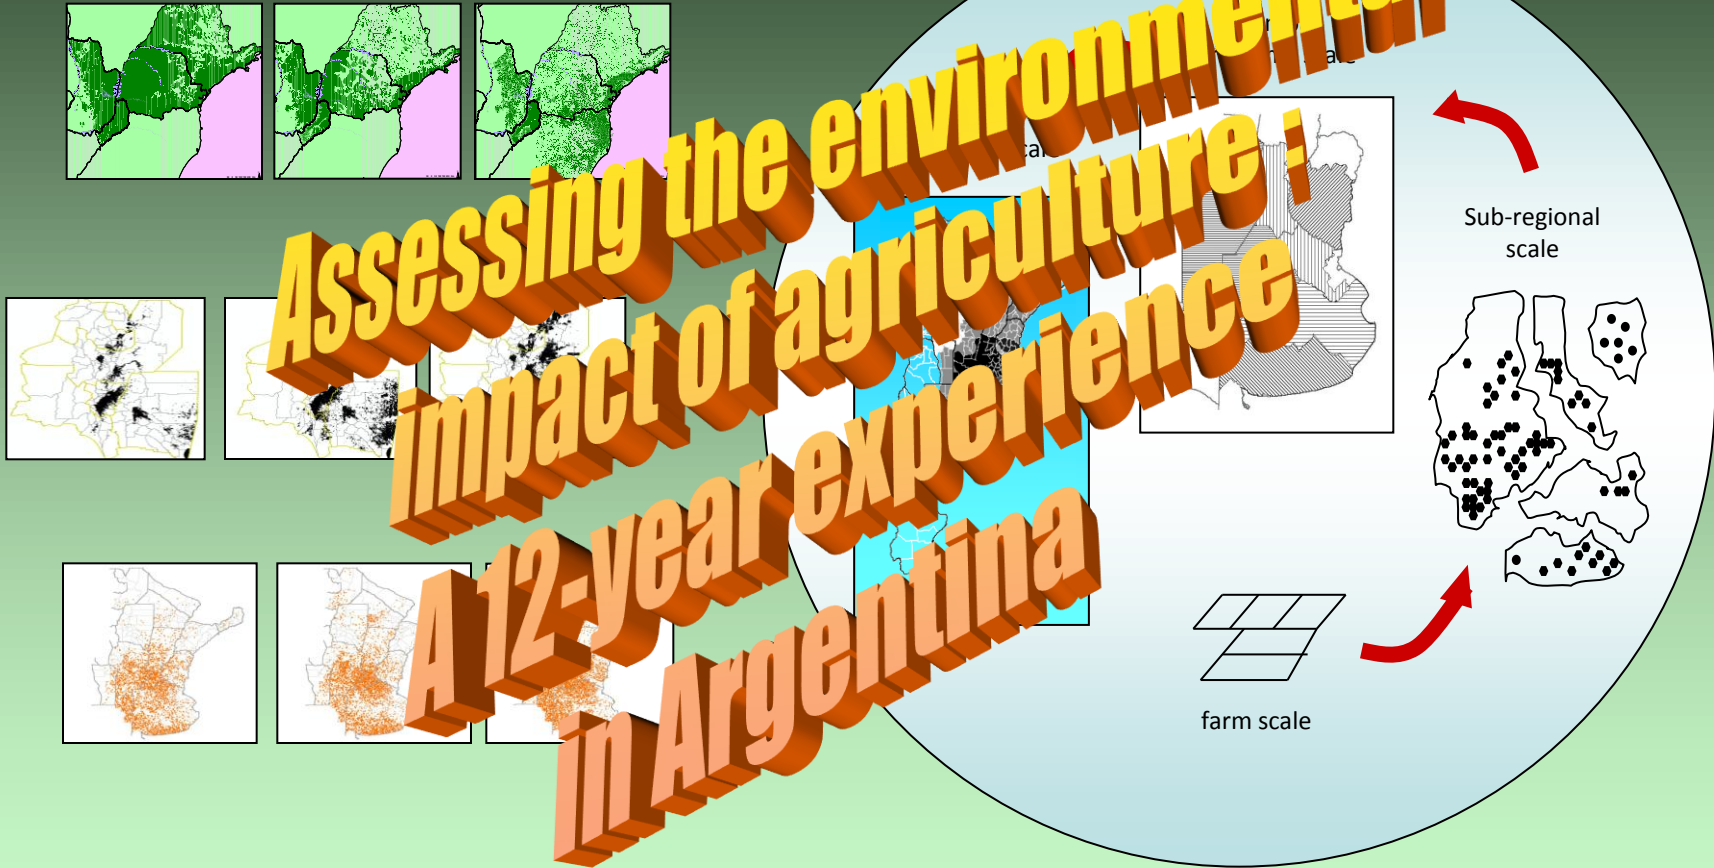 Assessing the environmental
impact of agriculture :
A 12-year experience
in Argentina
Sub-regional
scale
farm scale